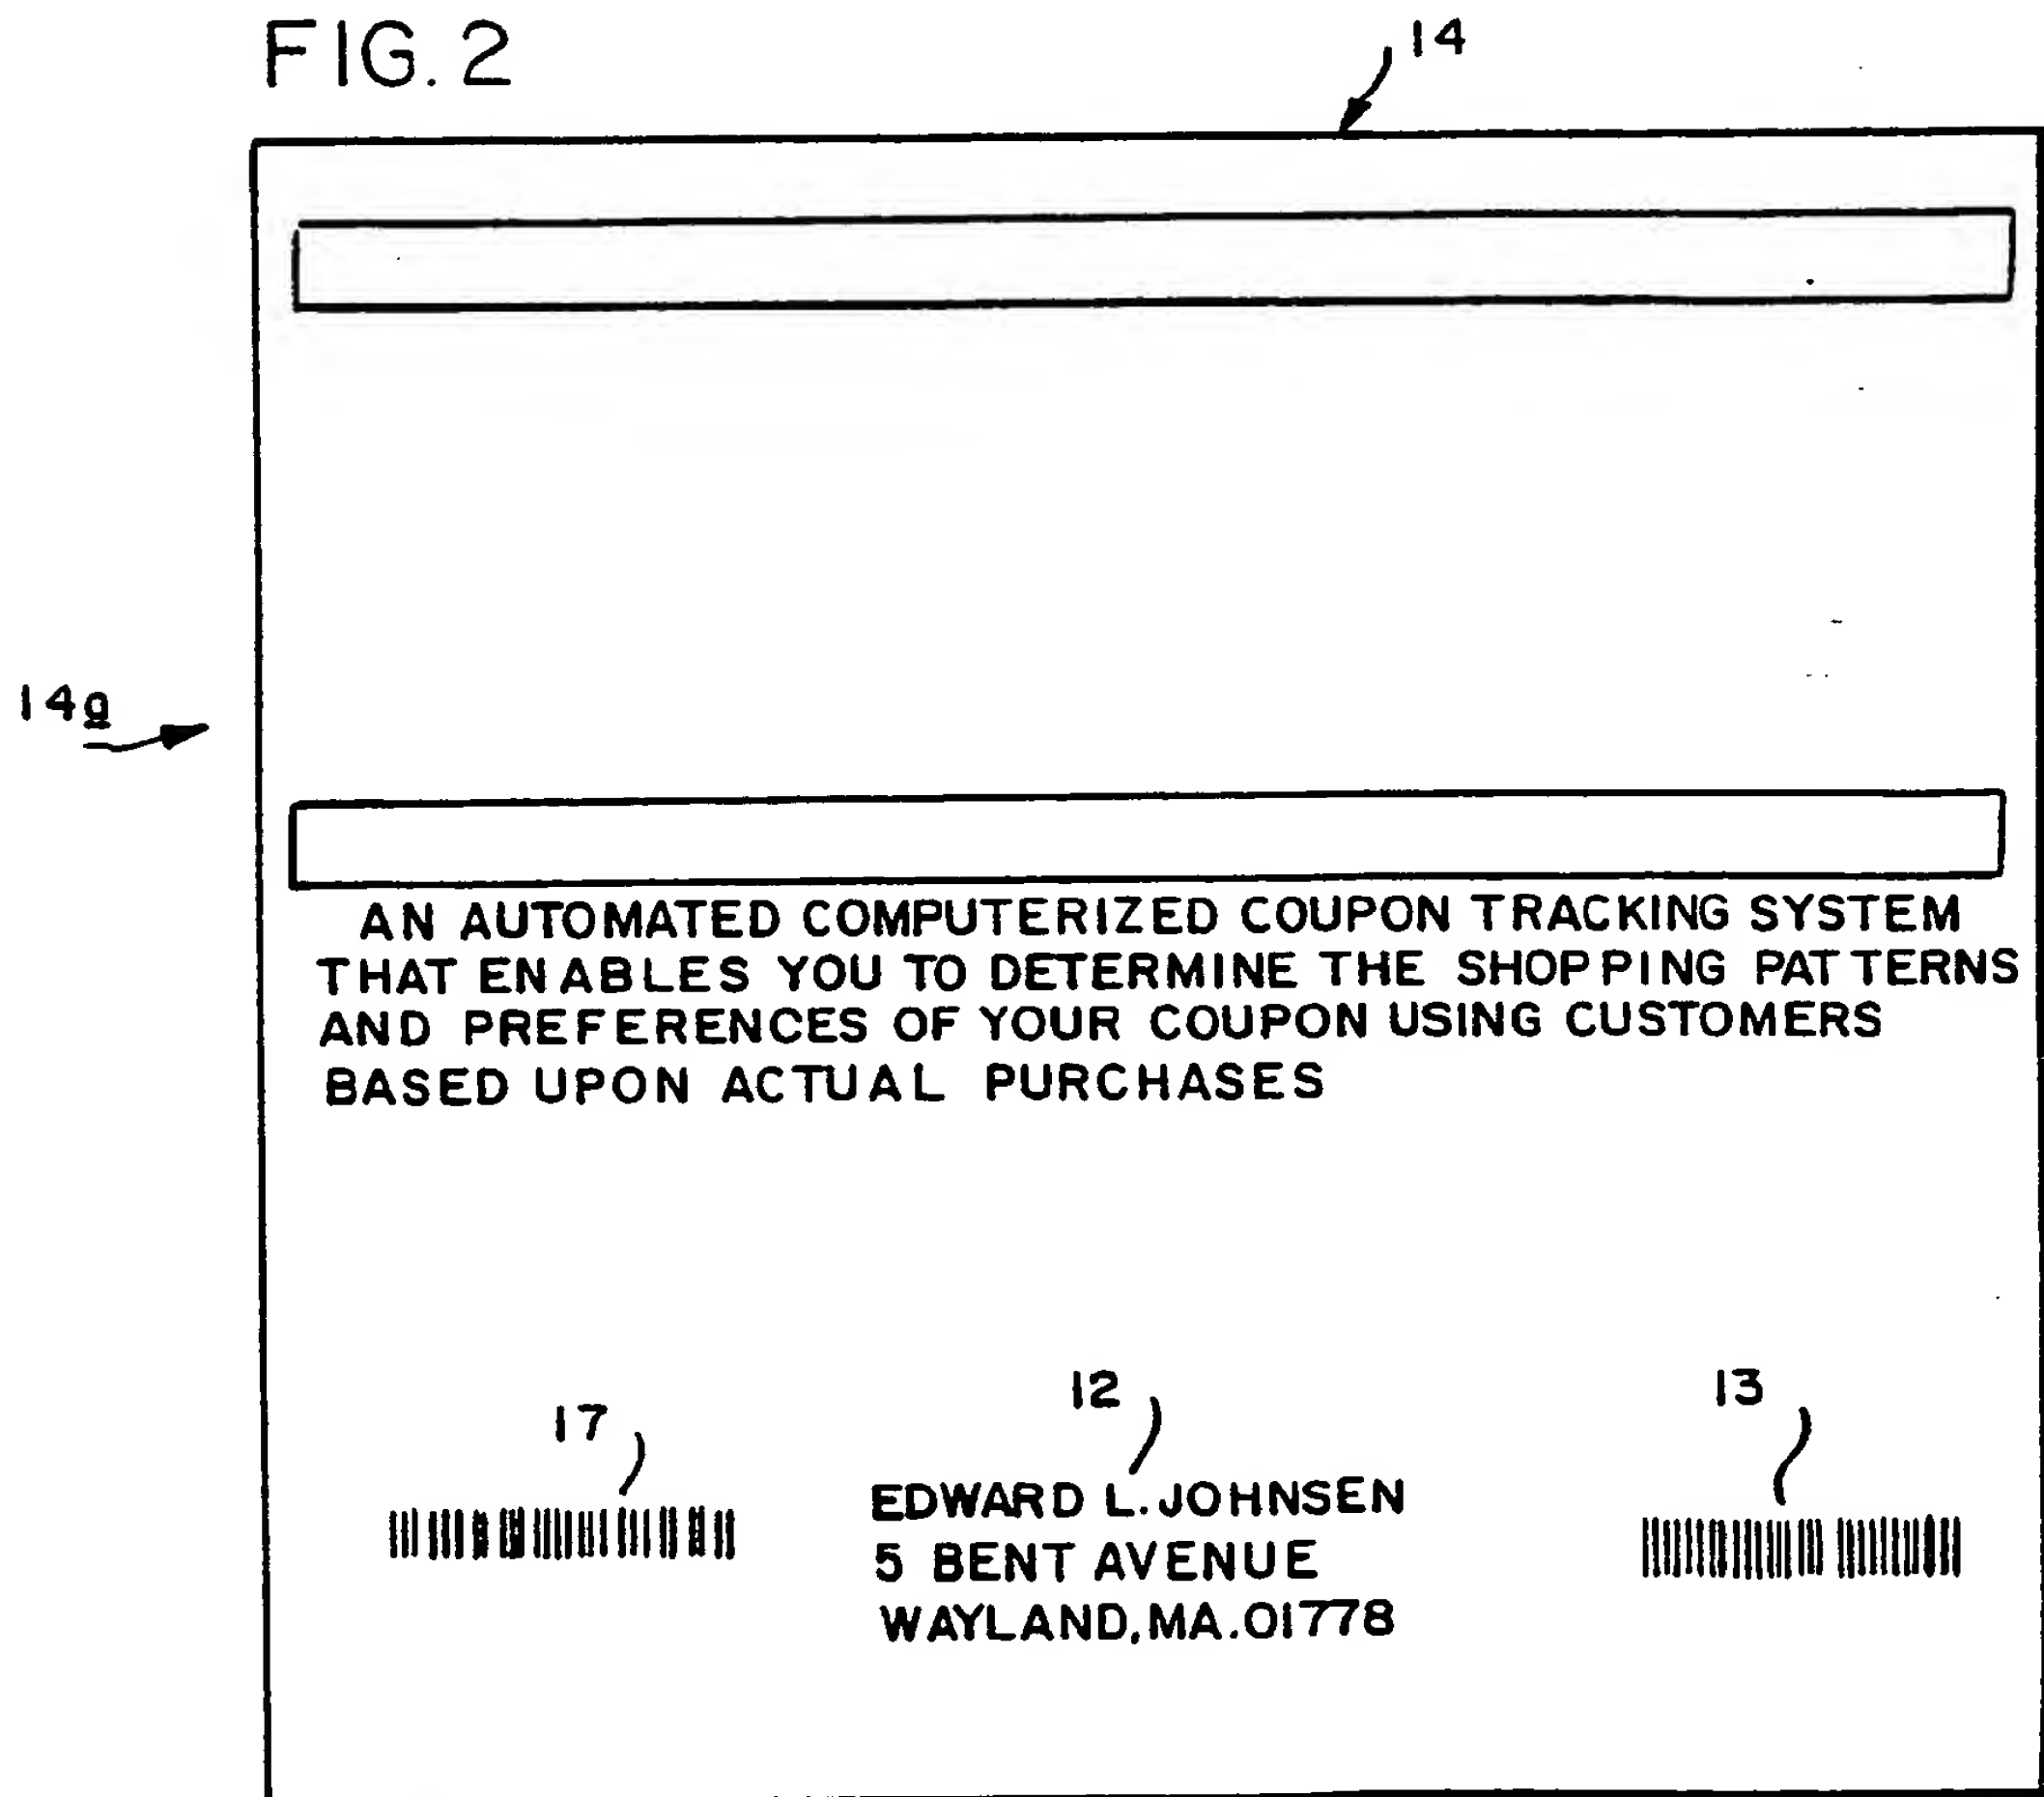 FIG. 2
14
14a
AN AUTOMATED COMPUTERIZED COUPON TRACKING SYSTEM
THAT ENABLES YOU TO DETERMINE THE SHOPPING PATTERNS
AND PREFERENCES OF YOUR COUPON USING CUSTOMERS
BASED UPON ACTUAL PURCHASES
17
12
13
EDWARD L. JOHNSEN
5 BENT AVENUE
WAYLAND, MA. 01778